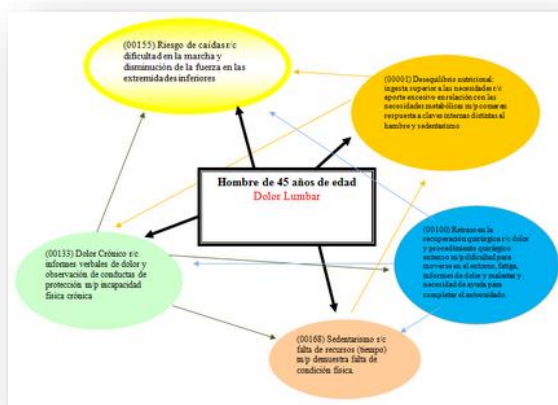 (00155) Riesgo de caídas r/c
dificultad en la marcha y
disminución de la fuerza en las
extremidades inferiores
(00001) Desequilibrio nutricional:
ingesta superior a las necesidades r/c
aporte excesivo en relación con las
necesidades metabólicas m/p comer en
respuesta a claves internas distintas al
hambre y sedentarismo
Hombre de 45 años de edad
Dolor Lumbar
(00133) Dolor Crónico r/c
informes verbales de dolor y
observación de conductas de
protección m/p incapacidad
física crónica
(00100) Retraso en la
recuperación quirúrgica r/c dolor
y procedimiento quirúrgico
extenso m/p dificultad para
moverse en el entorno, fatiga,
informes de dolor y malestar y
necesidad de ayuda para
completar el autocuidado.
(00168) Sedentarismo r/c
falta de recursos (tiempo)
m/p demuestra falta de
condición física.